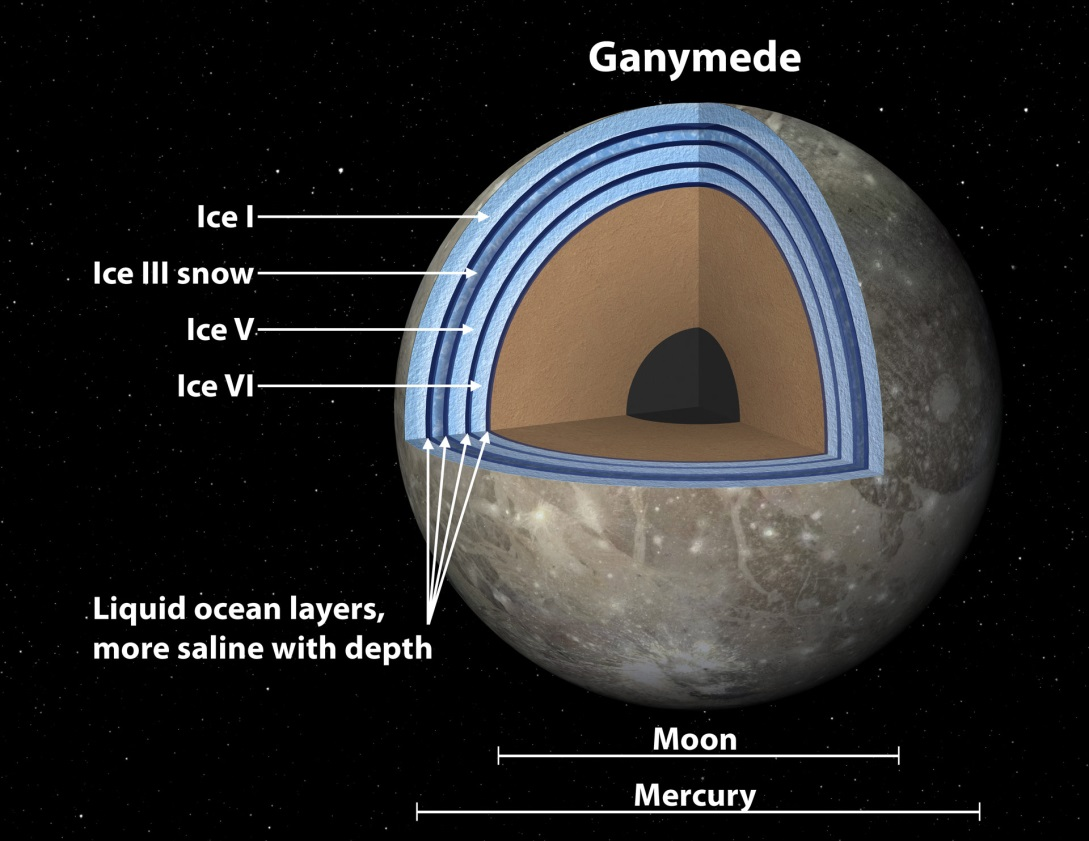 Ganymede
Ice I
Ice III snow
Ice V
Ice VI
Liquid ocean layers,
more saline with depth
Moon
Mercury